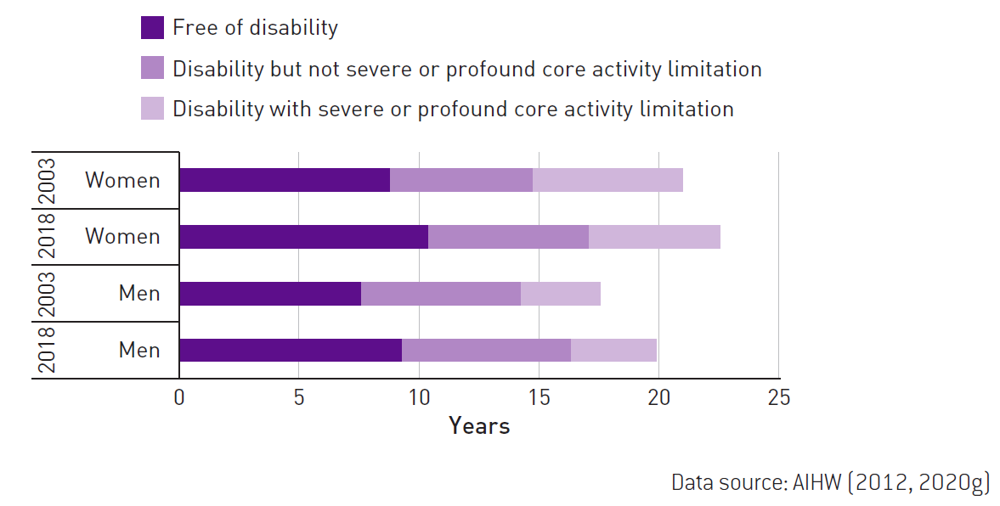 Free of disability
Disability but not severe or profound core activity limitation
Disability with severe or profound core activity limitation
2003 Women
2018 Women
2003 Men
2018 Men
0 5 10 15 20 25
Years
Data source: AIHW (2012, 2020g)